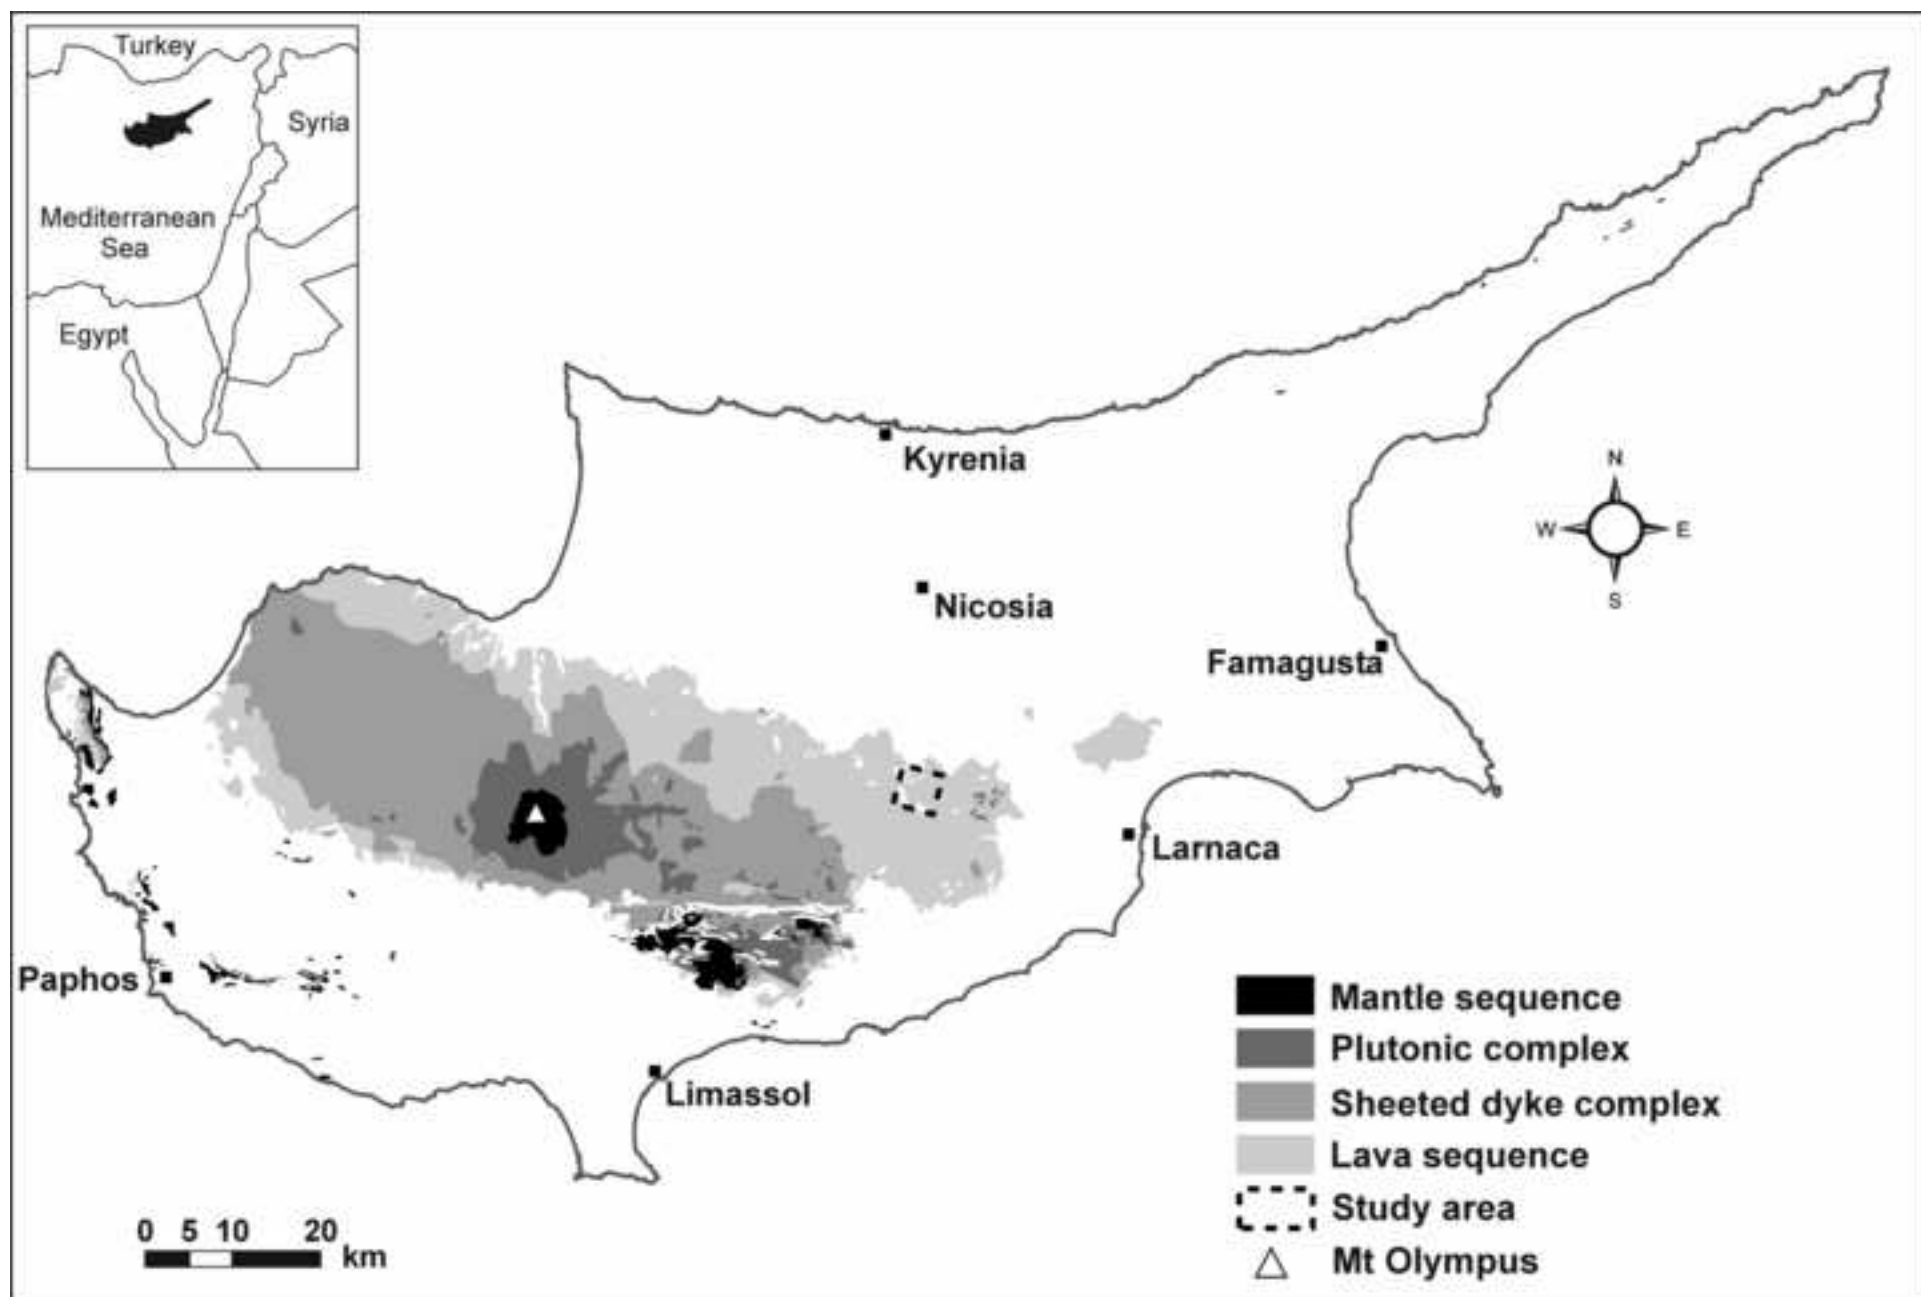 Turkey
Syria
Mediterranean
Sea
Egypt
Kyrenia
N
W E
S
Nicosia
Famagusta
Larnaca
Paphos
Limassol
Mantle sequence
Plutonic complex
Sheeted dyke complex
Lava sequence
Study area
Mt Olympus
0 5 10 20
km